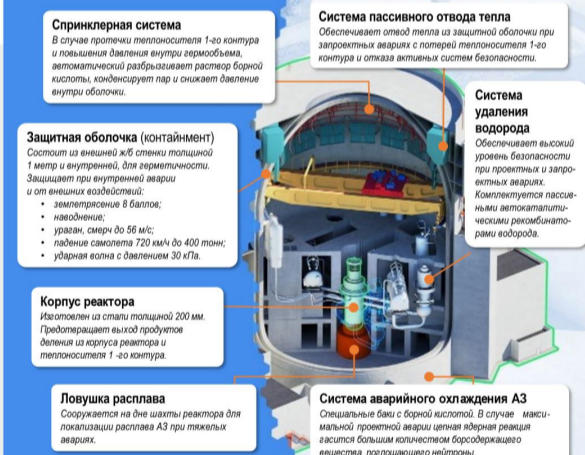 Спринклерная система
В случае протечки теплоносителя 1-го контура
и повышения давления внутри гермообъема,
автоматический разбрызгивает раствор борной
кислоты, конденсирует пар и снижает давление
внутри оболочки.
Система пассивного отвода тепла
Обеспечивает отвод тепла из защитной оболочки при
запроектных авариях с потерей теплоносителя 1-го
контура и отказа активных систем безопасности.
Система
удаления
водорода
Обеспечивает высокий
уровень безопасности
при проектных и запро-
ектных авариях.
Комплектуется пассив-
ными автокаталити-
ческими рекомбинато-
рами водорода.
Защитная оболочка (контайнмент)
Состоит из внешней ж/б стенки толщиной
1 метр и внутренней, для герметичности.
Защищает при внутренней аварии
и от внешних воздействий:
• землетрясение 8 баллов;
• наводнение;
• ураган, смерч до 56 м/с;
• падение самолета 720 км/ч до 400 тонн;
• ударная волна с давлением 30 кПа.
Корпус реактора
Изготовлен из стали толщиной 200 мм.
Предотвращает выход продуктов
деления из корпуса реактора и
теплоносителя 1 -го контура.
Ловушка расплава
Сооружается на дне шахты реактора для
локализации расплава АЗ при тяжелых
авариях.
Система аварийного охлаждения АЗ
Специальные баки с борной кислотой. В случае макси-
мальной проектной аварии цепная ядерная реакция
гасится большим количеством борсодержащего
вещества, поглощающего нейтроны.